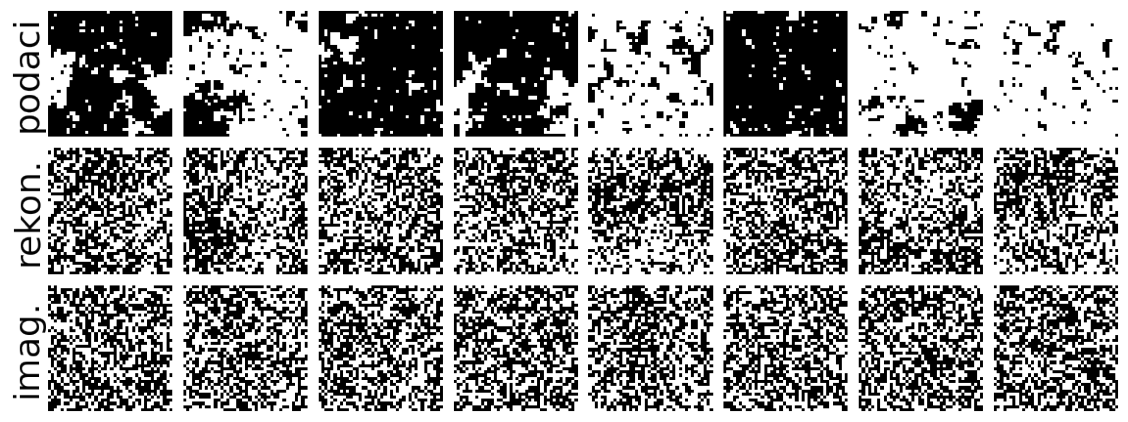 podaci
rekon.
imag.